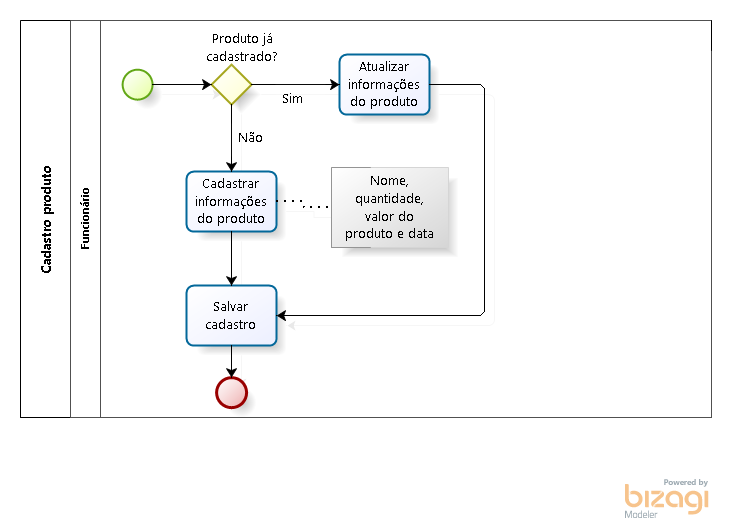 Cadastro produto
Funcionário
Produto já
cadastrado?
Sim
Atualizar
informações
do produto
Não
Cadastrar
informações
do produto
Nome,
quantidade,
valor do
produto e data
Salvar
cadastro
Powered by
bizagi
Modeler